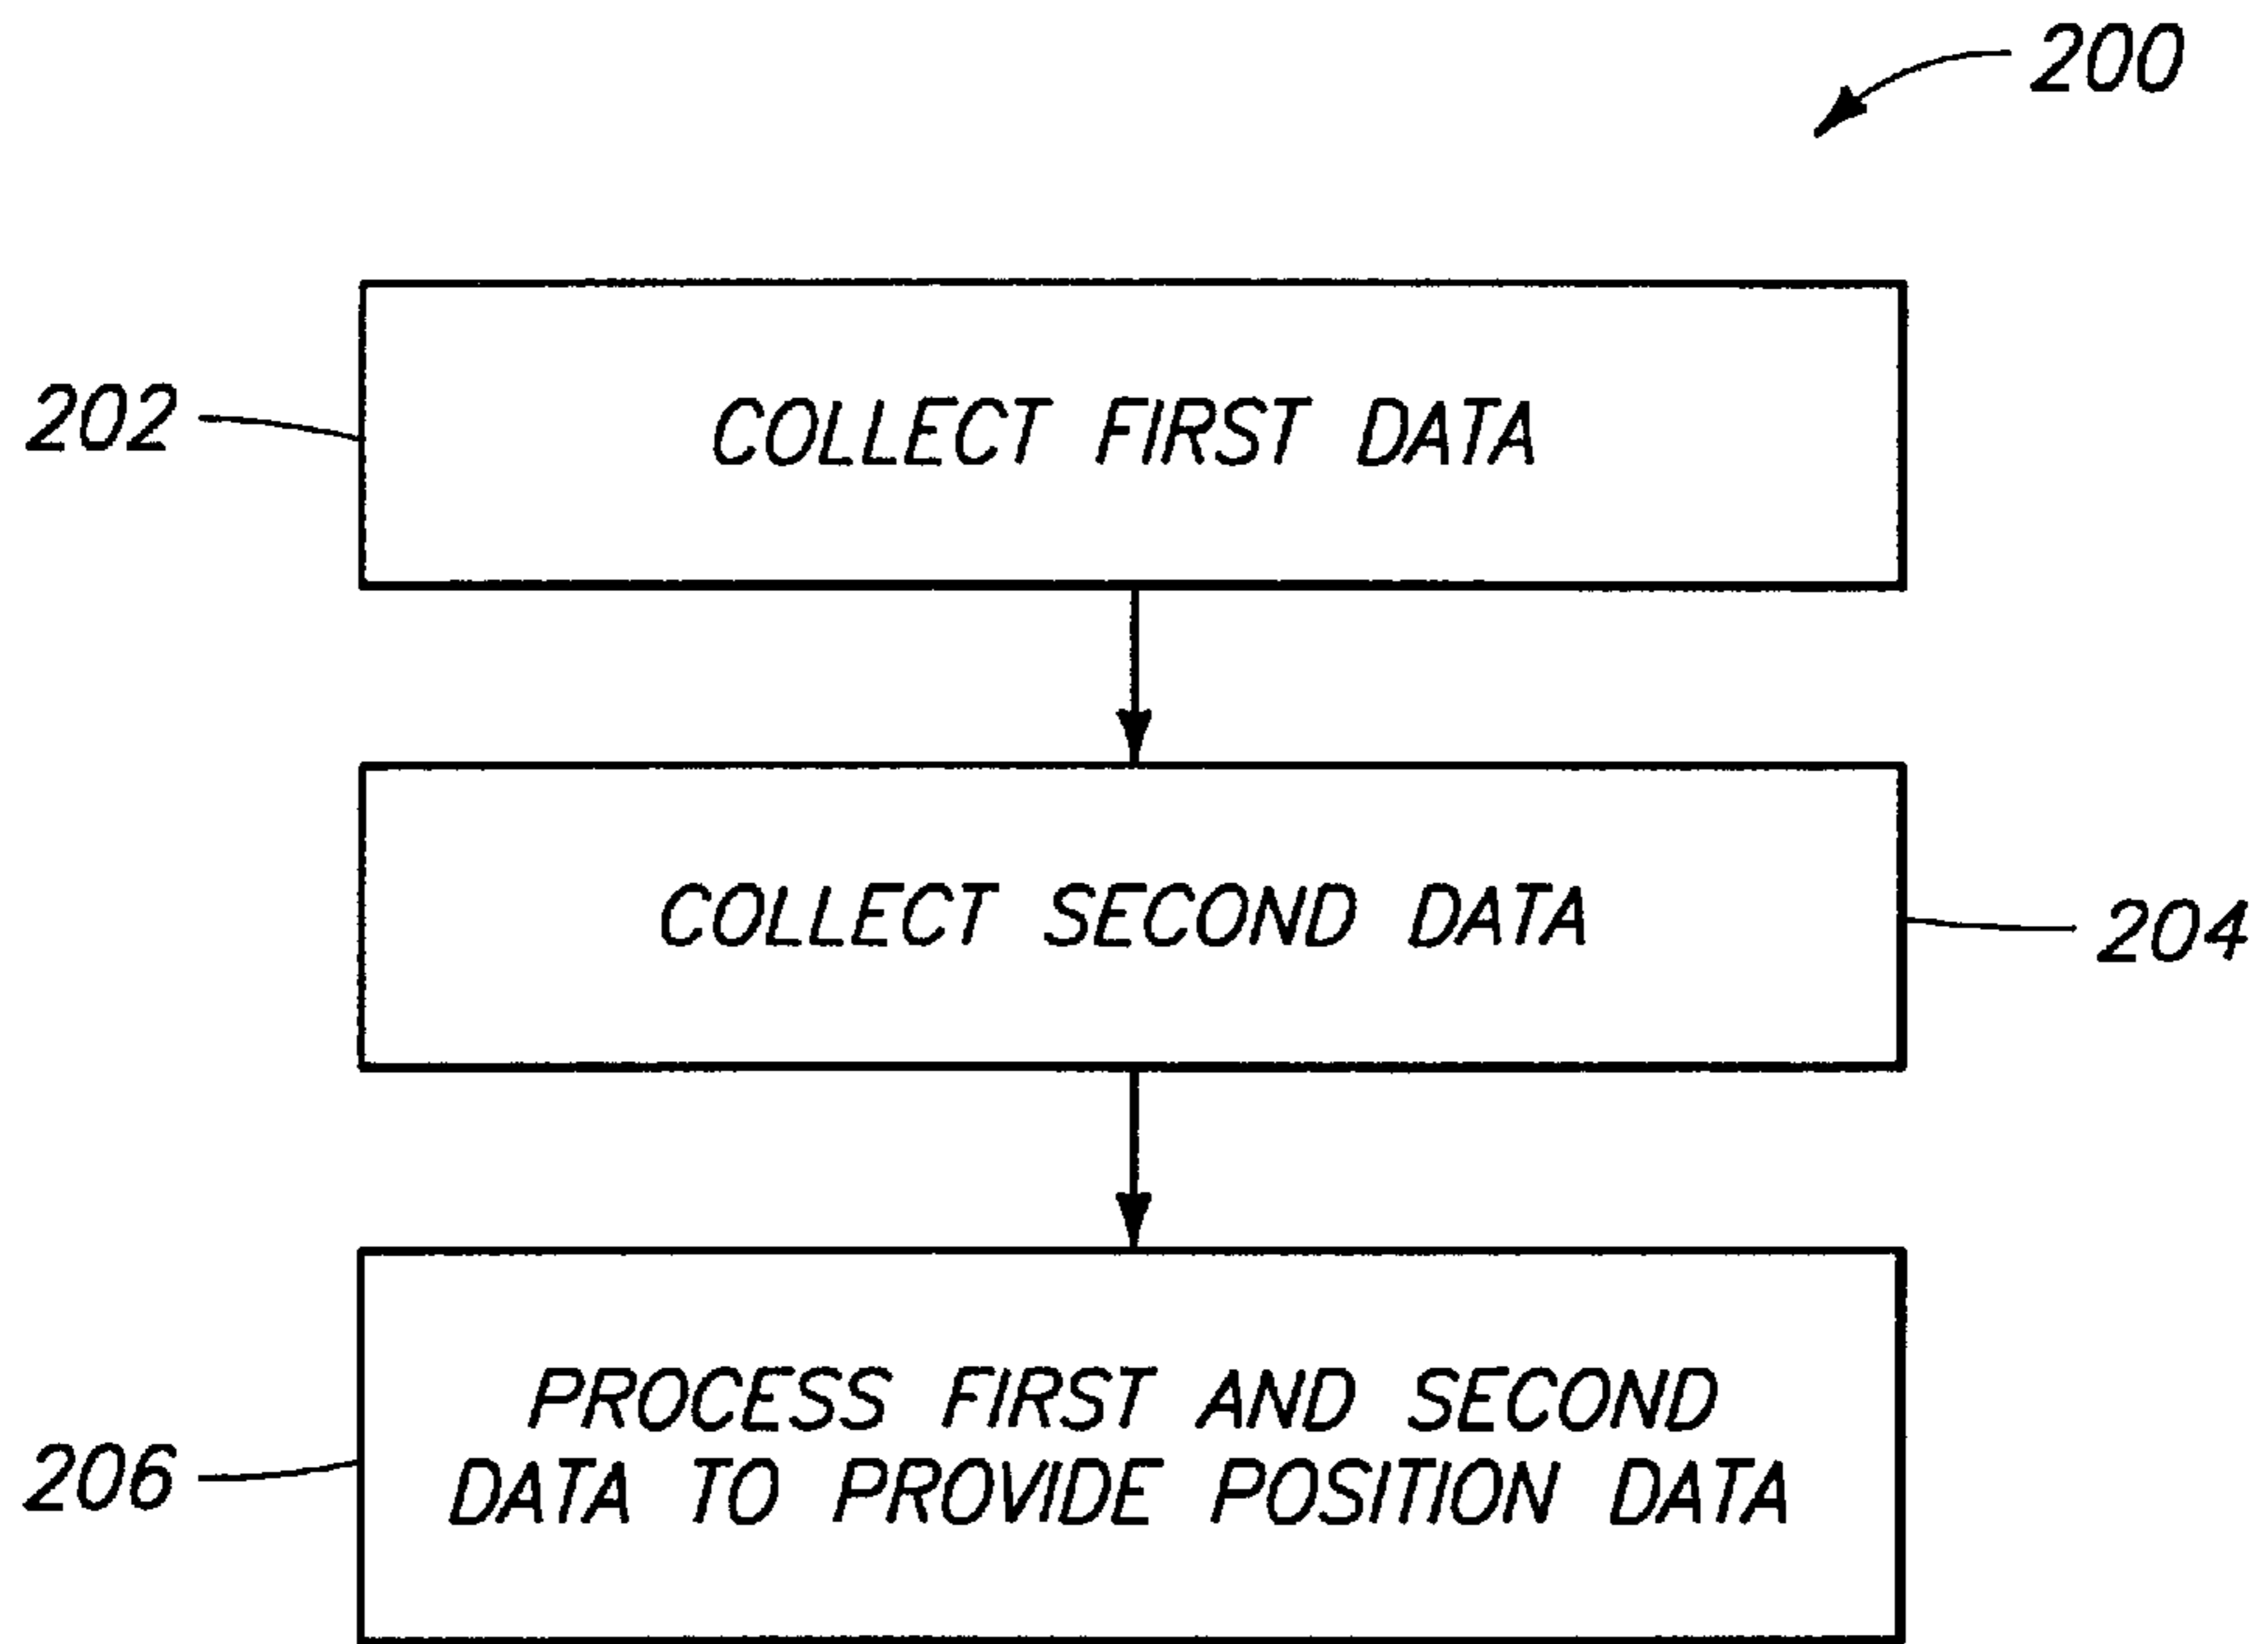 200
202
COLLECT FIRST DATA
COLLECT SECOND DATA
204
PROCESS FIRST AND SECOND
206
DATA TO PROVIDE POSITION DATA